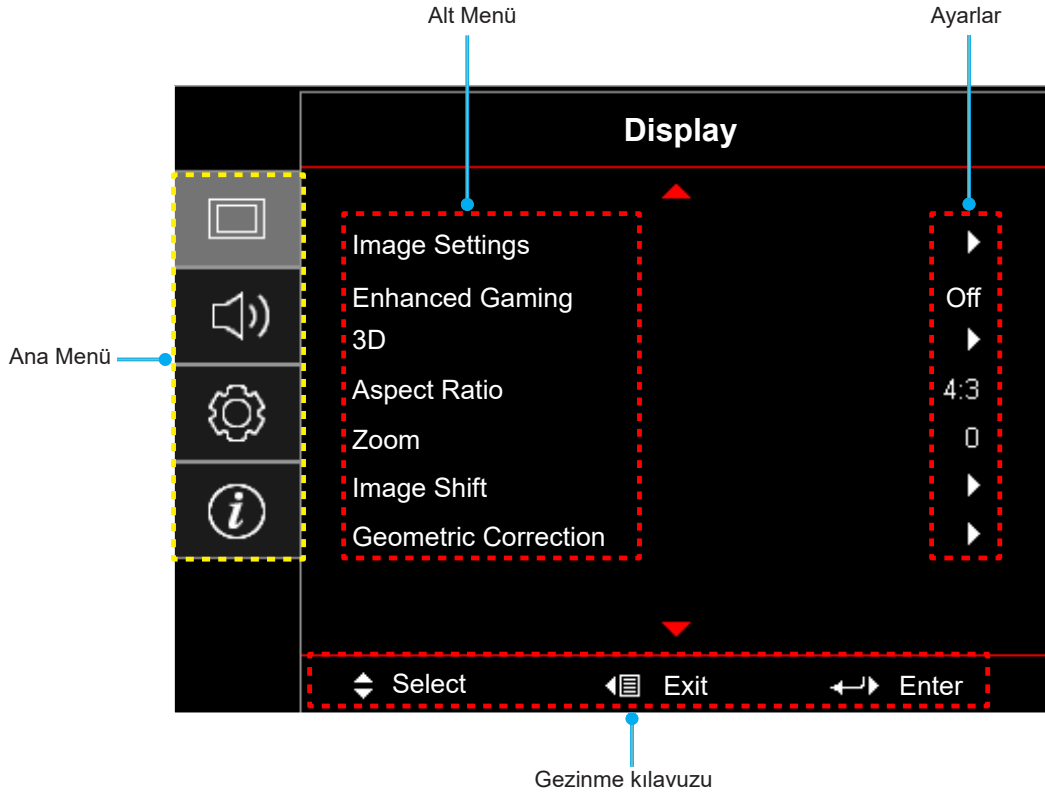 Alt Menü
Ayarlar
Display
Image Settings
Enhanced Gaming Off
3D
Ana Menü
Aspect Ratio 4:3
Zoom 0
Image Shift
Geometric Correction
Select Exit Enter
Gezinme kılavuzu